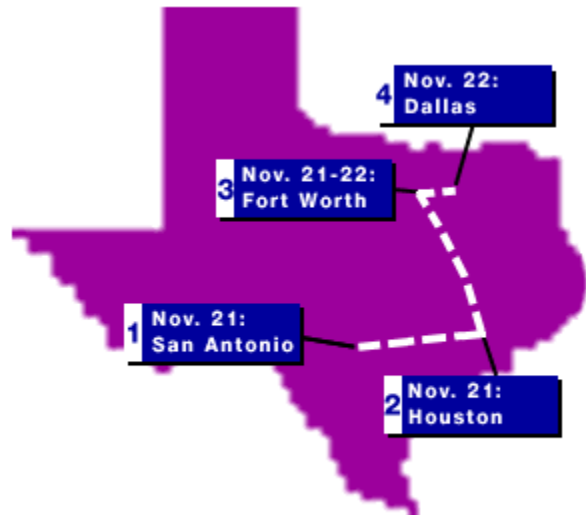 4
Nov. 22:
Dallas
3
Nov. 21-22:
Fort Worth
1
Nov. 21:
San Antonio
2
Nov. 21:
Houston